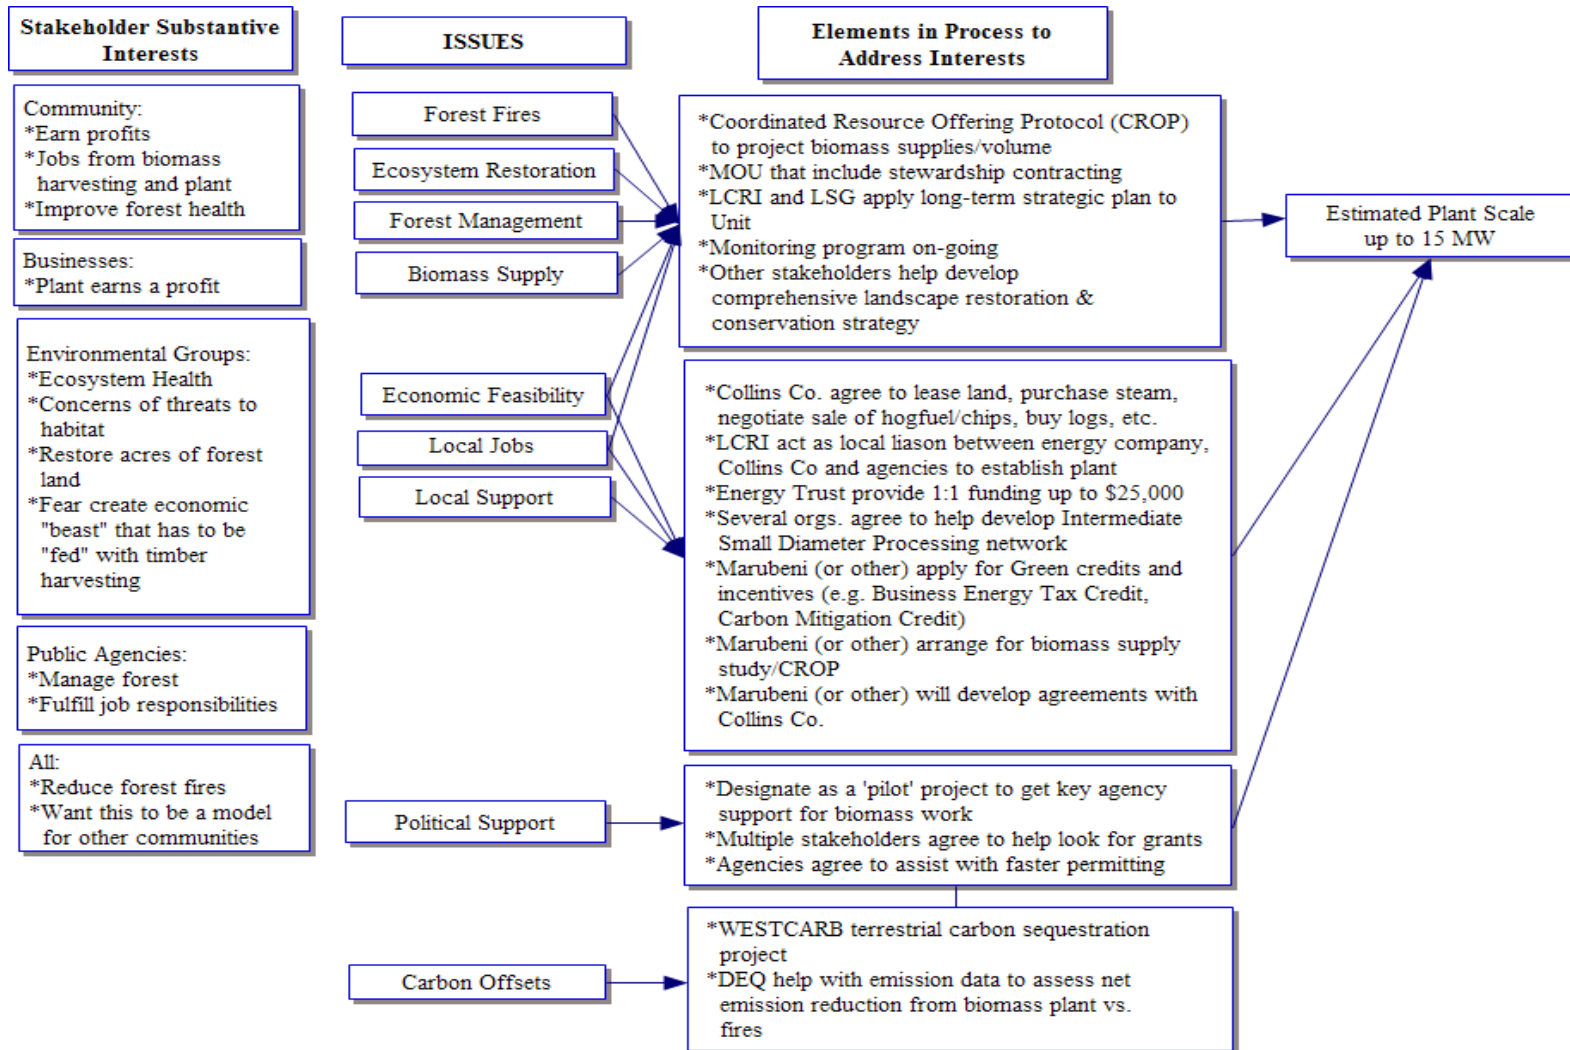 Stakeholder Substantive
Interests
Community:
*Earn profits
*Jobs from biomass
harvesting and plant
*Improve forest health
Businesses:
*Plant earns a profit
Environmental Groups:
*Ecosystem Health
*Concerns of threats to
habitat
*Restore acres of forest
land
*Fear create economic
"beast" that has to be
"fed" with timber
harvesting
Public Agencies:
*Manage forest
*Fulfill job responsibilities
All:
*Reduce forest fires
*Want this to be a model
for other communities
ISSUES
Forest Fires
Ecosystem Restoration
Forest Management
Biomass Supply
Economic Feasibility
Local Jobs
Local Support
Political Support
Carbon Offsets
Elements in Process to
Address Interests
*Coordinated Resource Offering Protocol (CROP)
to project biomass supplies/volume
*MOU that include stewardship contracting
*LCRI and LSG apply long-term strategic plan to
Unit
*Monitoring program on-going
*Other stakeholders help develop
comprehensive landscape restoration &
conservation strategy
*Collins Co. agree to lease land, purchase steam,
negotiate sale of hogfuel/chips, buy logs, etc.
*LCRI act as local liason between energy company,
Collins Co and agencies to establish plant
*Energy Trust provide 1:1 funding up to $25,000
*Several orgs. agree to help develop Intermediate
Small Diameter Processing network
*Marubeni (or other) apply for Green credits and
incentives (e.g. Business Energy Tax Credit,
Carbon Mitigation Credit)
*Marubeni (or other) arrange for biomass supply
study/CROP
*Marubeni (or other) will develop agreements with
Collins Co.
*Designate as a 'pilot' project to get key agency
support for biomass work
*Multiple stakeholders agree to help look for grants
*Agencies agree to assist with faster permitting
*WESTCARB terrestrial carbon sequestration
project
*DEQ help with emission data to assess net
emission reduction from biomass plant vs.
fires
Estimated Plant Scale
up to 15 MW